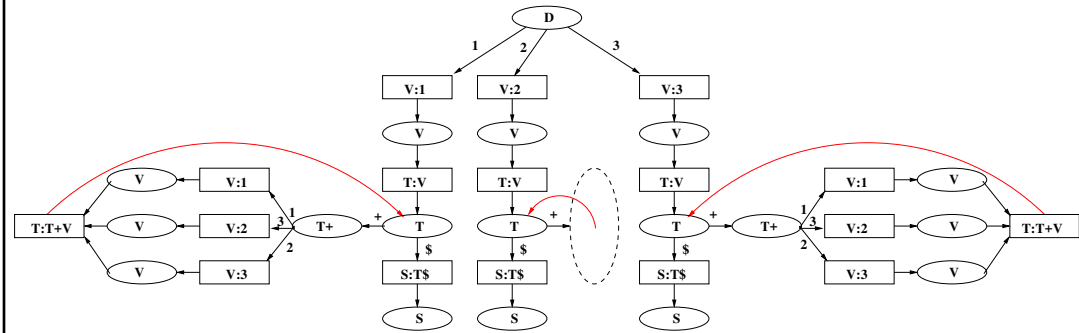 D
1 2 3
V:1 V:2 V:3
V V V
V V:1 T:V T:V T:V V:1 V
T:T+V V V:2 1 3 2 T+ + T T + T + T+ 1 3 2 V:2 V T:T+V
$ $ $
V V:3 S:T$ S:T$ S:T$ V:3 V
S S S